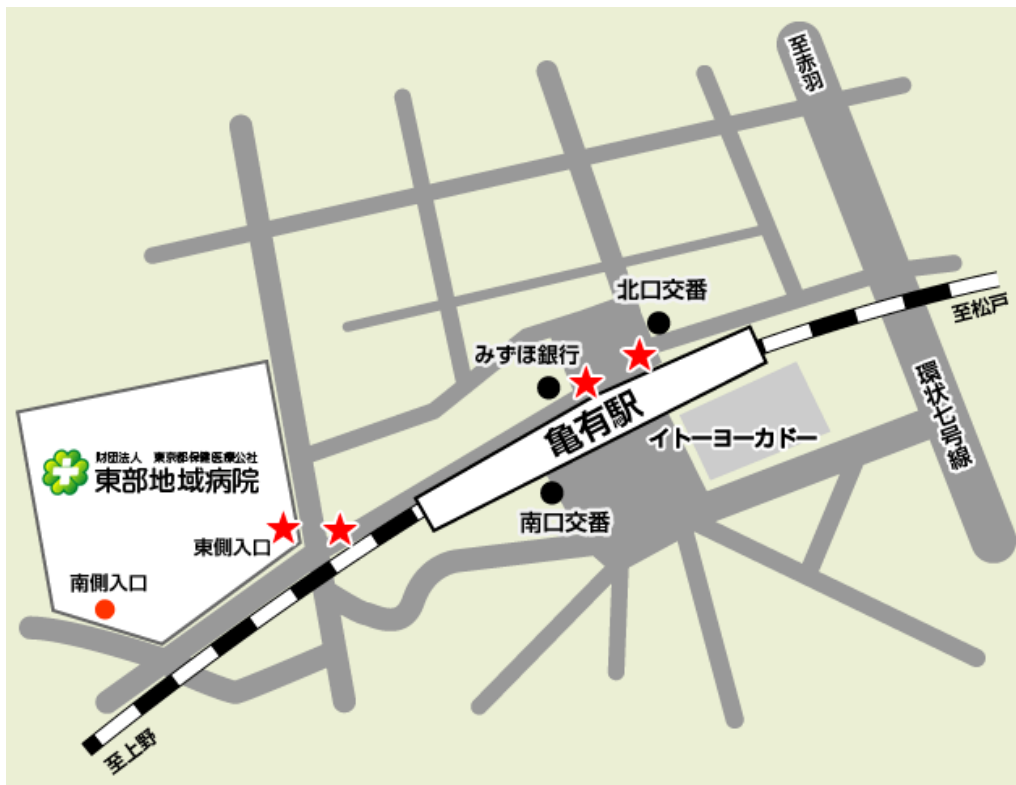 至赤羽
北口交番
至松戸
みずほ銀行
亀有駅
環状七号線
イトーヨーカドー
財団法人 東京都保健医療公社
東部地域病院
南口交番
東側入口
南側入口
至上野